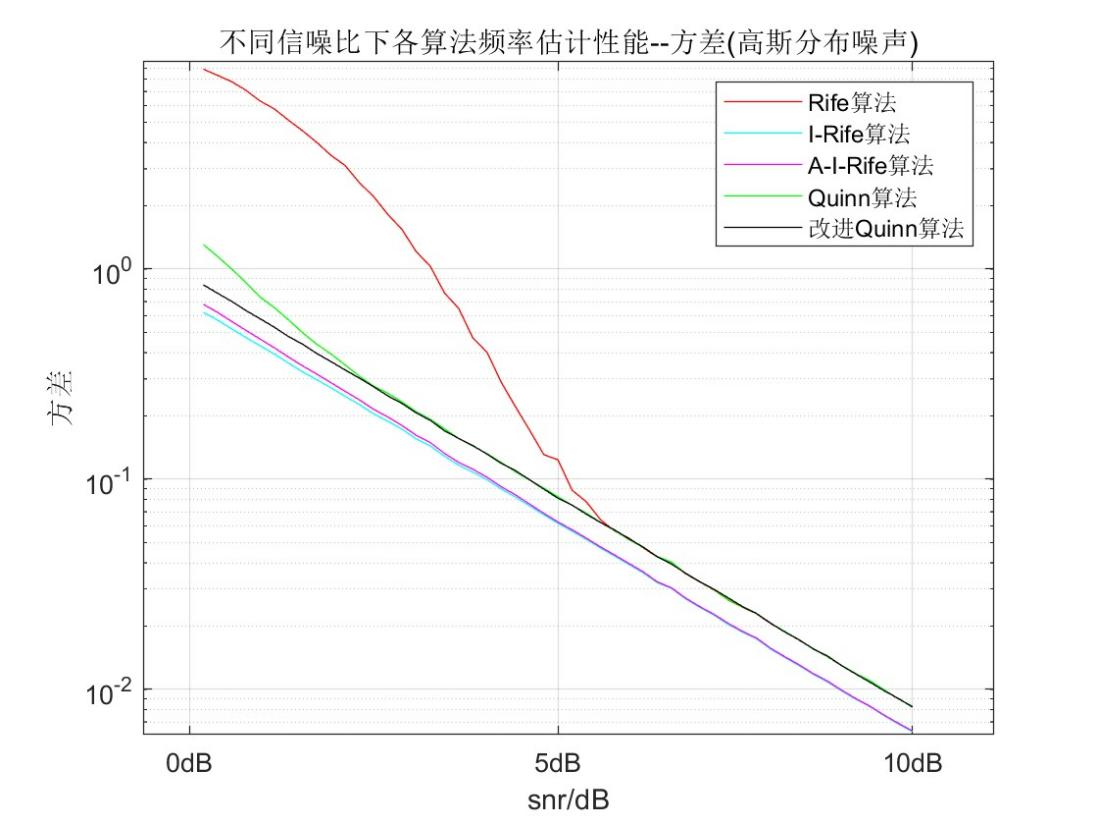 不同信噪比下各算法频率估计性能--方差(高斯分布噪声)
Rife算法
I-Rife算法
A-I-Rife算法
Quinn算法
改进Quinn算法
10⁰
10⁻¹
10⁻²
方差
0dB 5dB 10dB
snr/dB